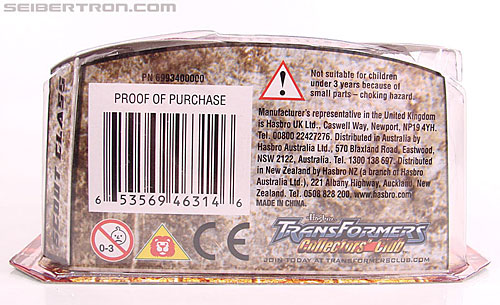 SEIBERTRON.COM
PN 6993400000
PROOF OF PURCHASE
6 53569 46314 6
Not suitable for children
under 3 years because of
small parts – choking hazard.
Manufacturer's representative in the United Kingdom
is Hasbro UK Ltd., Caswell Way, Newport, NP19 4YH.
Tel. 00800 22427276. Distributed in Australia by
Hasbro Australia Ltd., 570 Blaxland Road, Eastwood,
NSW 2122, Australia. Tel. 1300 138 697. Distributed
in New Zealand by Hasbro NZ (a branch of Hasbro
Australia Ltd.), 221 Albany Highway, Auckland, New
Zealand. Tel. 0508 828 200. www.hasbro.com
MADE IN CHINA.
0-3
CE
Hasbro
TRANSFORMERS
Collectors' Club
JOIN TODAY AT TRANSFORMERSCLUB.COM
CLASS